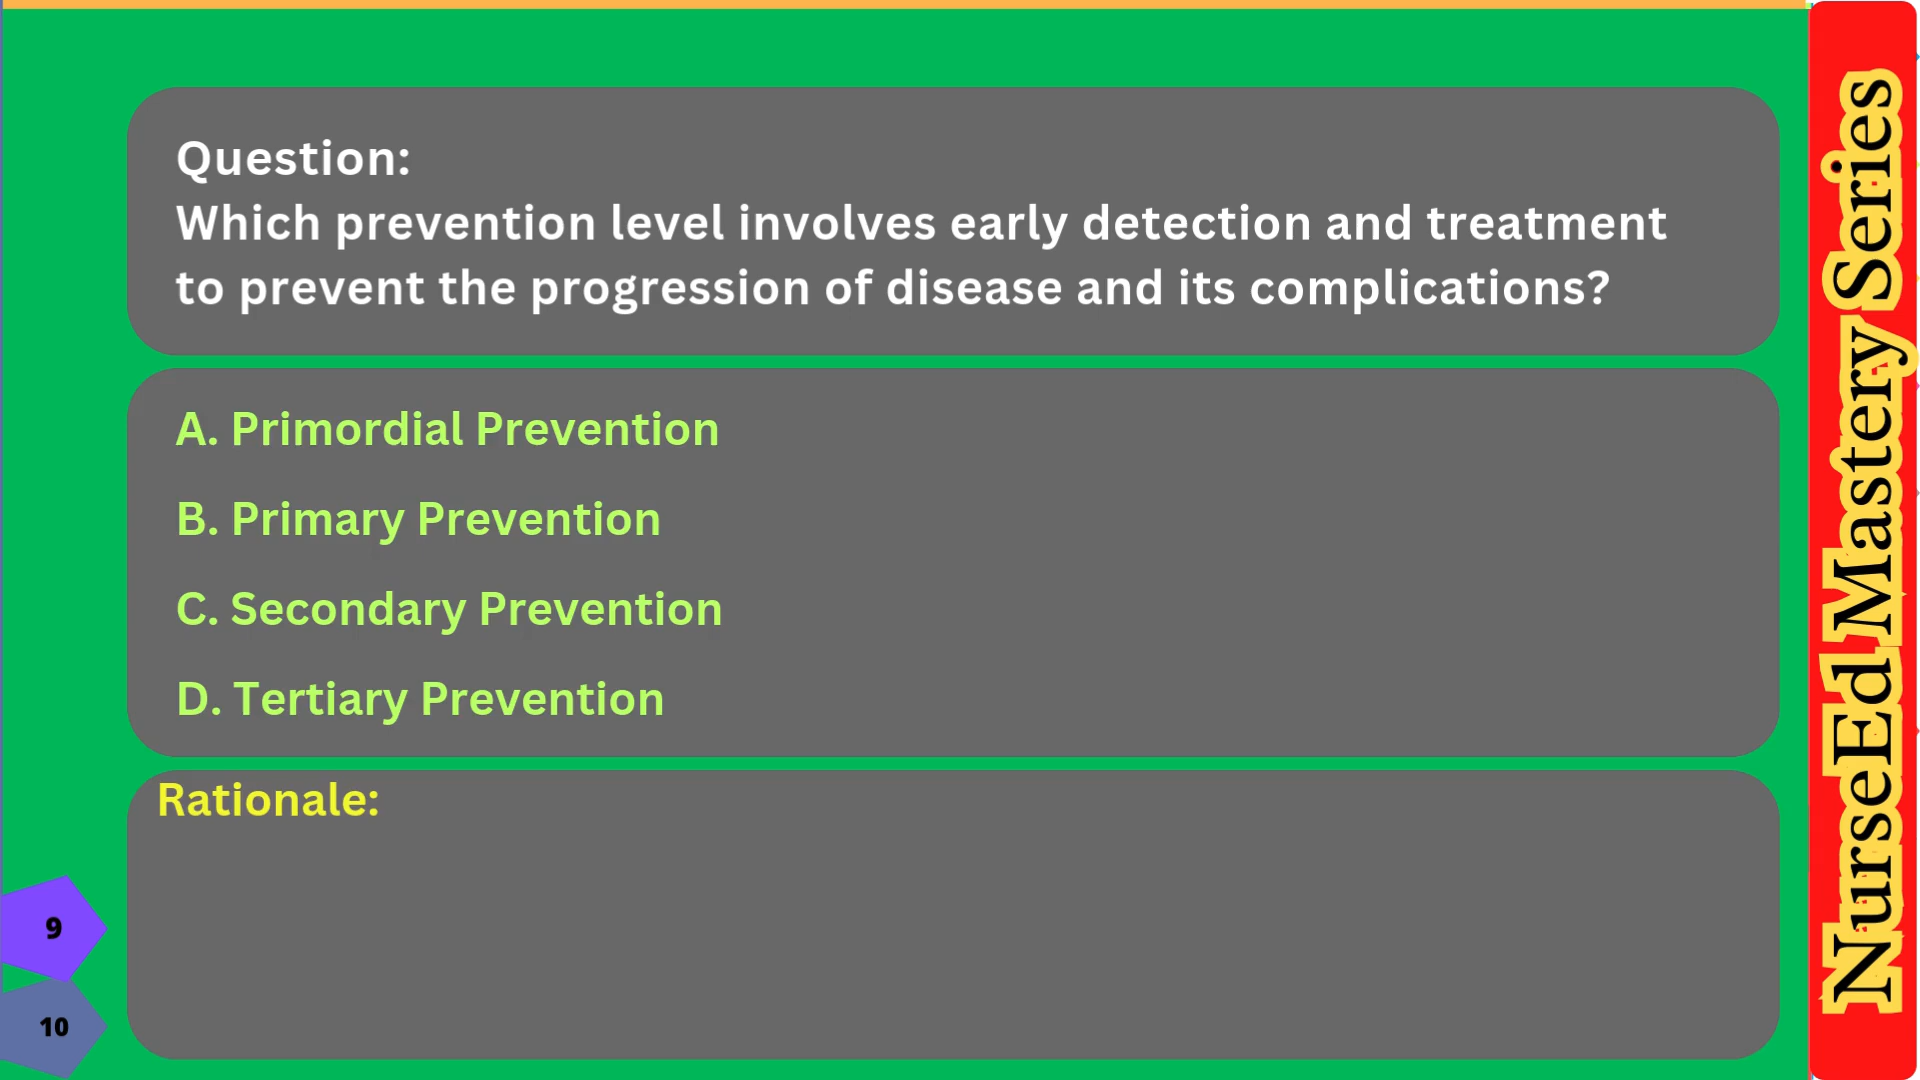 Question:
Which prevention level involves early detection and treatment
to prevent the progression of disease and its complications?
A. Primordial Prevention
B. Primary Prevention
C. Secondary Prevention
D. Tertiary Prevention
Rationale:
9
10
NurseEd Mastery Series